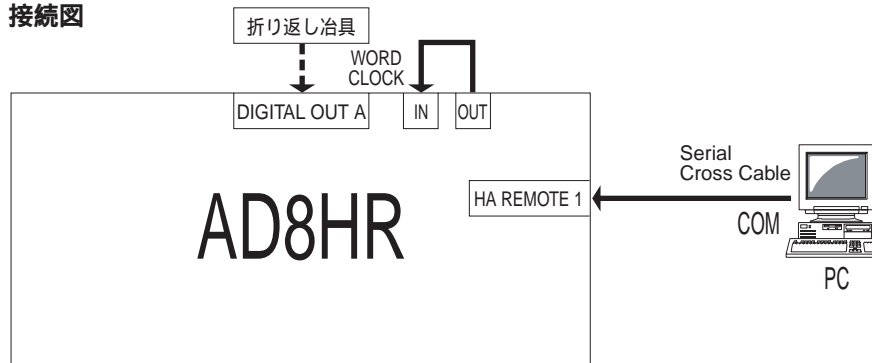 接続図
折り返し冶具
WORD
CLOCK
DIGITAL OUT A
IN
OUT
Serial
Cross Cable
HA REMOTE 1
AD8HR
COM
PC